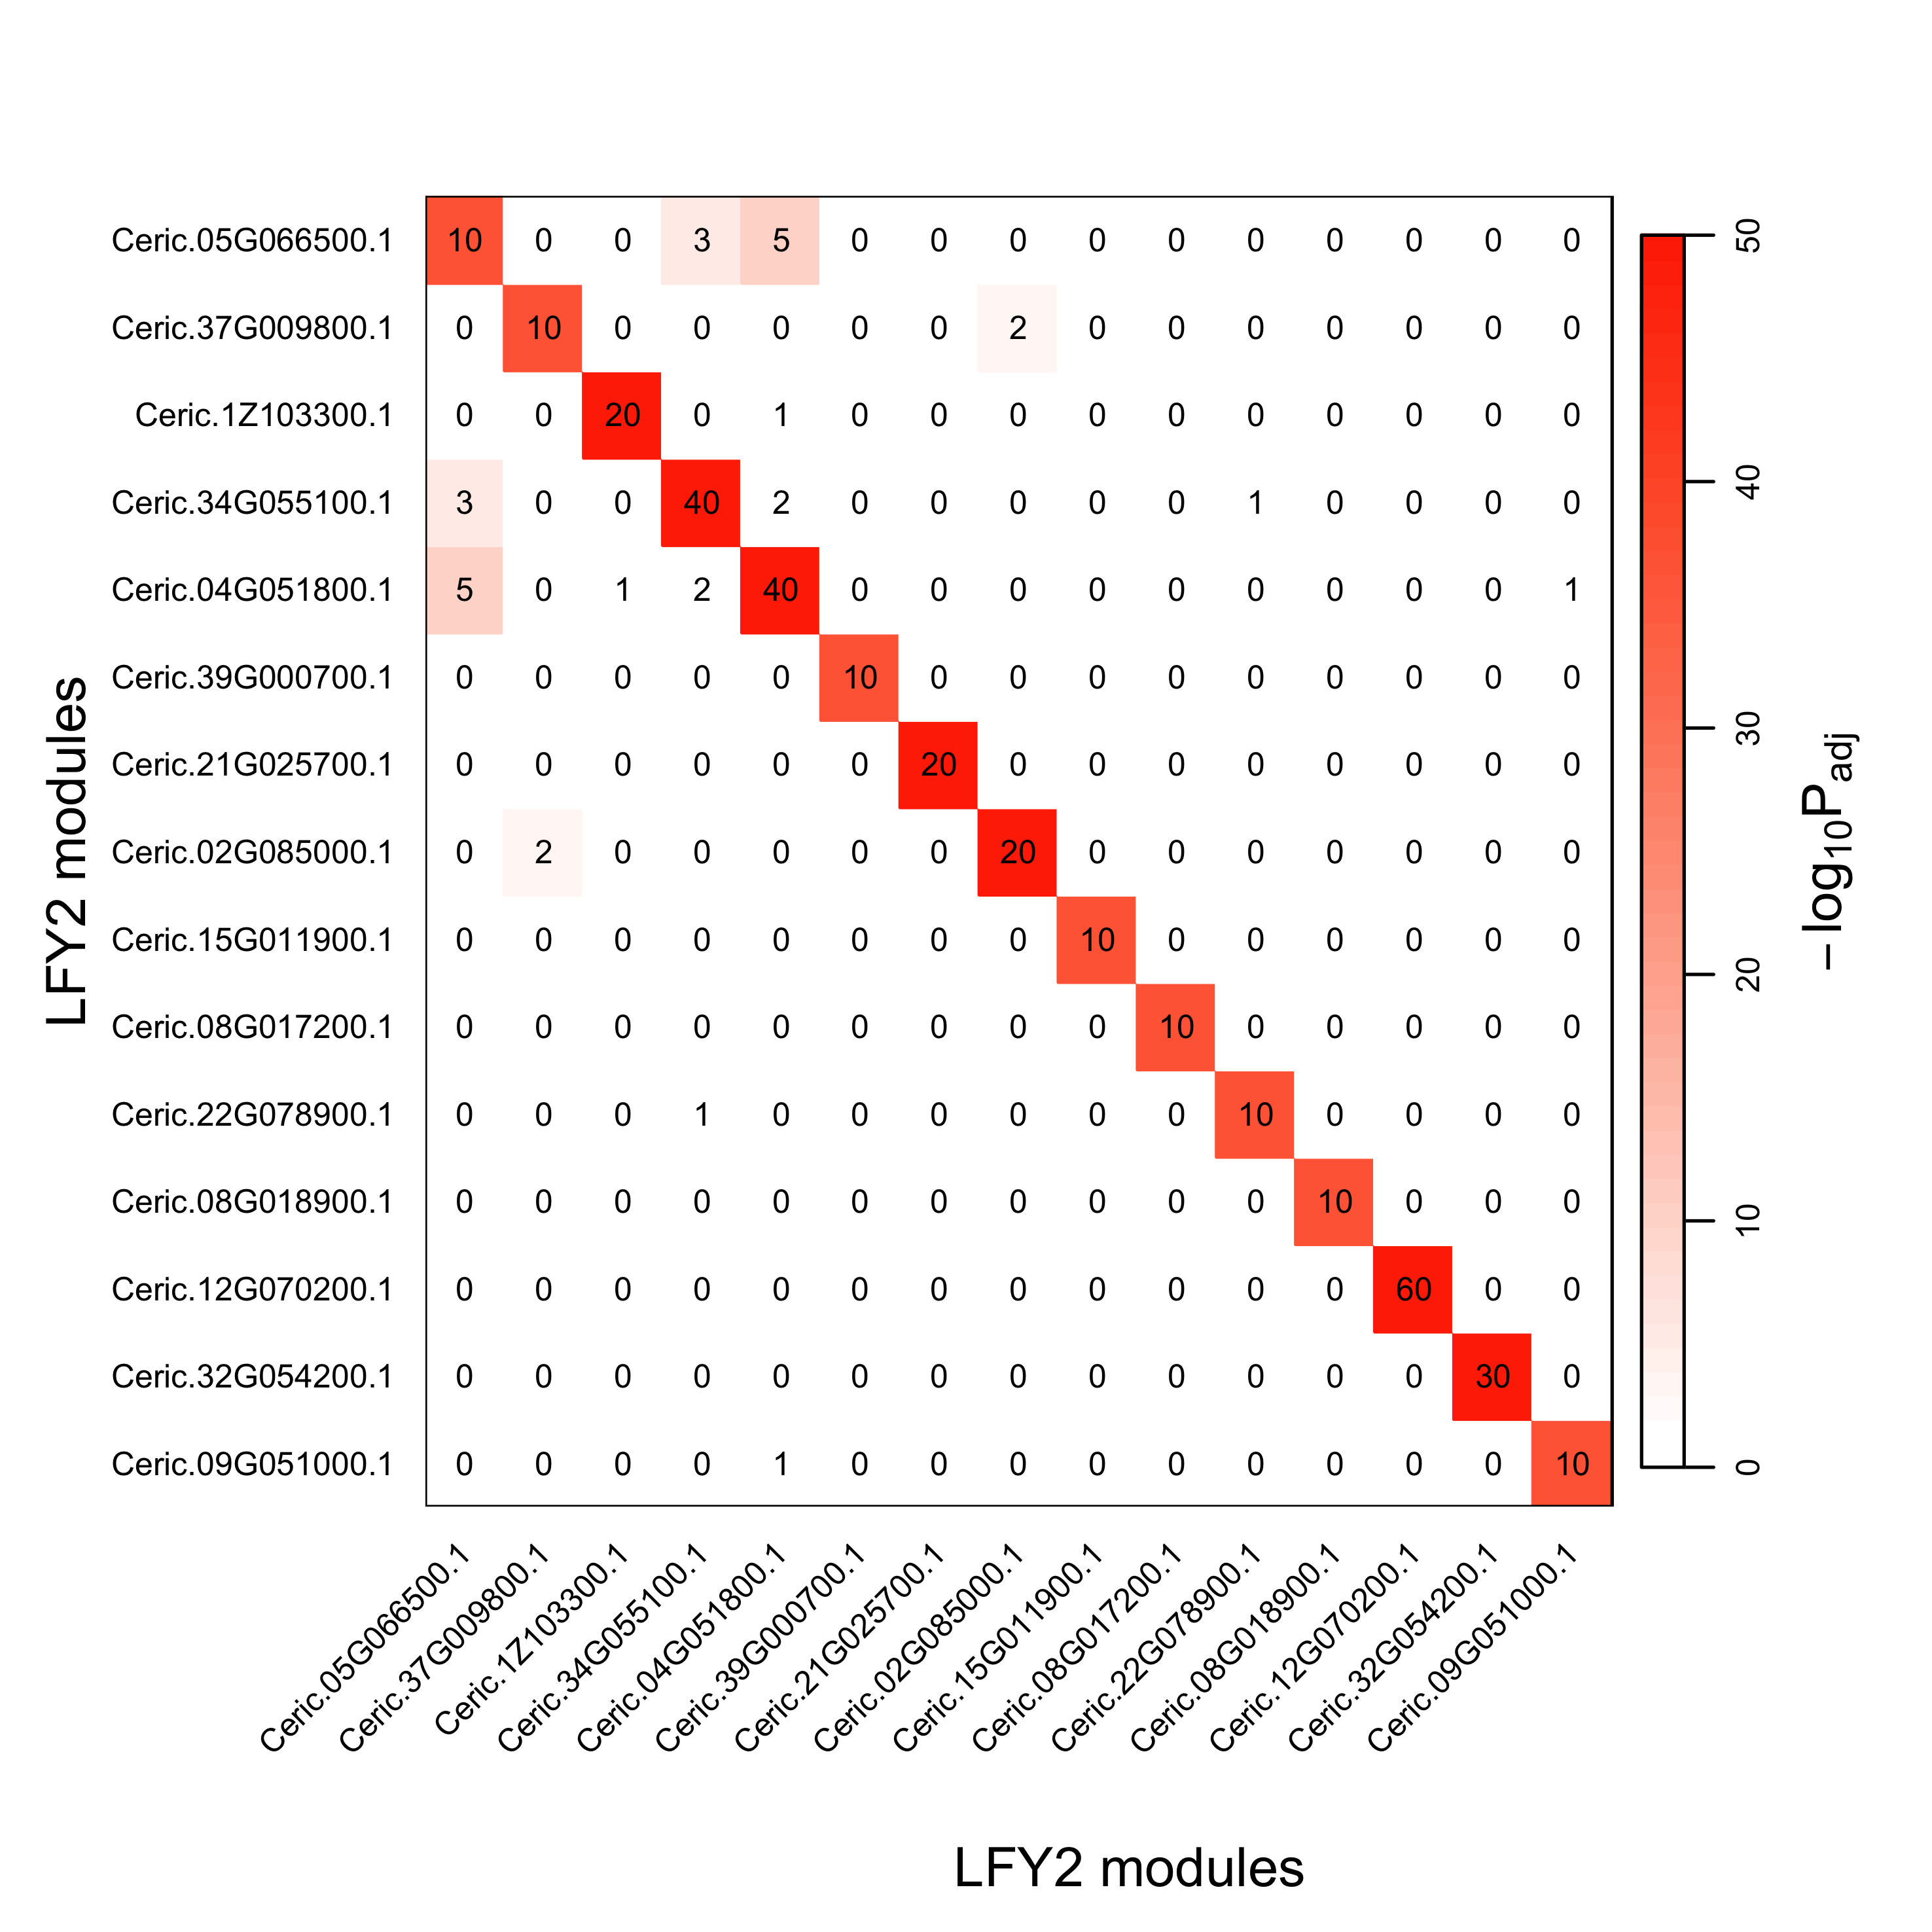 Ceric.05G066500.1 10 0 0 3 5 0 0 0 0 0 0 0 0 0 0
Ceric.37G009800.1 0 10 0 0 0 0 0 2 0 0 0 0 0 0 0
Ceric.1Z103300.1 0 0 20 0 1 0 0 0 0 0 0 0 0 0 0
Ceric.34G055100.1 3 0 0 40 2 0 0 0 0 0 1 0 0 0 0
Ceric.04G051800.1 5 0 1 2 40 0 0 0 0 0 0 0 0 0 1
Ceric.39G000700.1 0 0 0 0 0 10 0 0 0 0 0 0 0 0 0
Ceric.21G025700.1 0 0 0 0 0 0 20 0 0 0 0 0 0 0 0
Ceric.02G085000.1 0 2 0 0 0 0 0 20 0 0 0 0 0 0 0
Ceric.15G011900.1 0 0 0 0 0 0 0 0 10 0 0 0 0 0 0
Ceric.08G017200.1 0 0 0 0 0 0 0 0 0 10 0 0 0 0 0
Ceric.22G078900.1 0 0 0 1 0 0 0 0 0 0 10 0 0 0 0
Ceric.08G018900.1 0 0 0 0 0 0 0 0 0 0 0 10 0 0 0
Ceric.12G070200.1 0 0 0 0 0 0 0 0 0 0 0 0 60 0 0
Ceric.32G054200.1 0 0 0 0 0 0 0 0 0 0 0 0 0 30 0
Ceric.09G051000.1 0 0 0 0 1 0 0 0 0 0 0 0 0 0 10
LFY2 modules
Ceric.05G066500.1
Ceric.37G009800.1
Ceric.1Z103300.1
Ceric.34G055100.1
Ceric.04G051800.1
Ceric.39G000700.1
Ceric.21G025700.1
Ceric.02G085000.1
Ceric.15G011900.1
Ceric.08G017200.1
Ceric.22G078900.1
Ceric.08G018900.1
Ceric.12G070200.1
Ceric.32G054200.1
Ceric.09G051000.1
LFY2 modules
50
40
30
20
10
0
−log10Padj